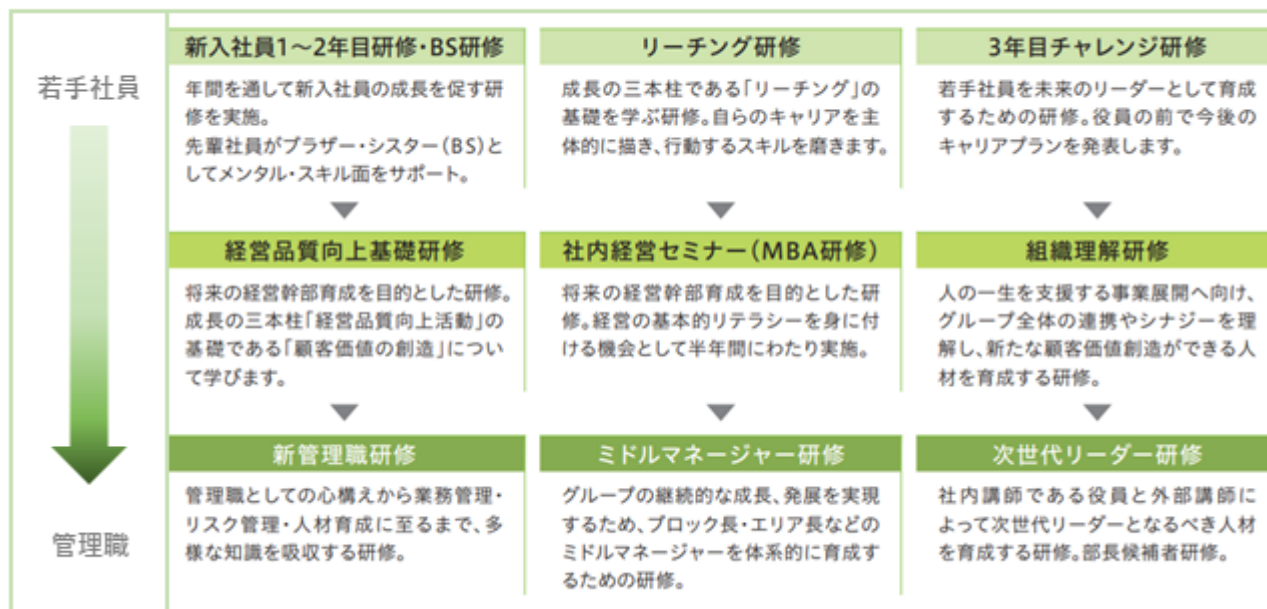 若手社員
管理職
新入社員1〜2年目研修・BS研修
年間を通して新入社員の成長を促す研
修を実施。
先輩社員がブラザー・シスター(BS)と
してメンタル・スキル面をサポート。
リーチング研修
成長の三本柱である「リーチング」の
基礎を学ぶ研修。自らのキャリアを主
体的に描き、行動するスキルを磨きます。
3年目チャレンジ研修
若手社員を未来のリーダーとして育成
するための研修。役員の前で今後の
キャリアプランを発表します。
経営品質向上基礎研修
将来の経営幹部育成を目的とした研修。
成長の三本柱「経営品質向上活動」の
基礎である「顧客価値の創造」につい
て学びます。
社内経営セミナー(MBA研修)
将来の経営幹部育成を目的とした研
修。経営の基本的リテラシーを身に付
ける機会として半年間にわたり実施。
組織理解研修
人の一生を支援する事業展開へ向け、
グループ全体の連携やシナジーを理
解し、新たな顧客価値創造ができる人
材を育成する研修。
新管理職研修
管理職としての心構えから業務管理・
リスク管理・人材育成に至るまで、多
様な知識を吸収する研修。
ミドルマネージャー研修
グループの継続的な成長、発展を実現
するため、ブロック長・エリア長などの
ミドルマネージャーを体系的に育成す
るための研修。
次世代リーダー研修
社内講師である役員と外部講師に
よって次世代リーダーとなるべき人材
を育成する研修。部長候補者研修。